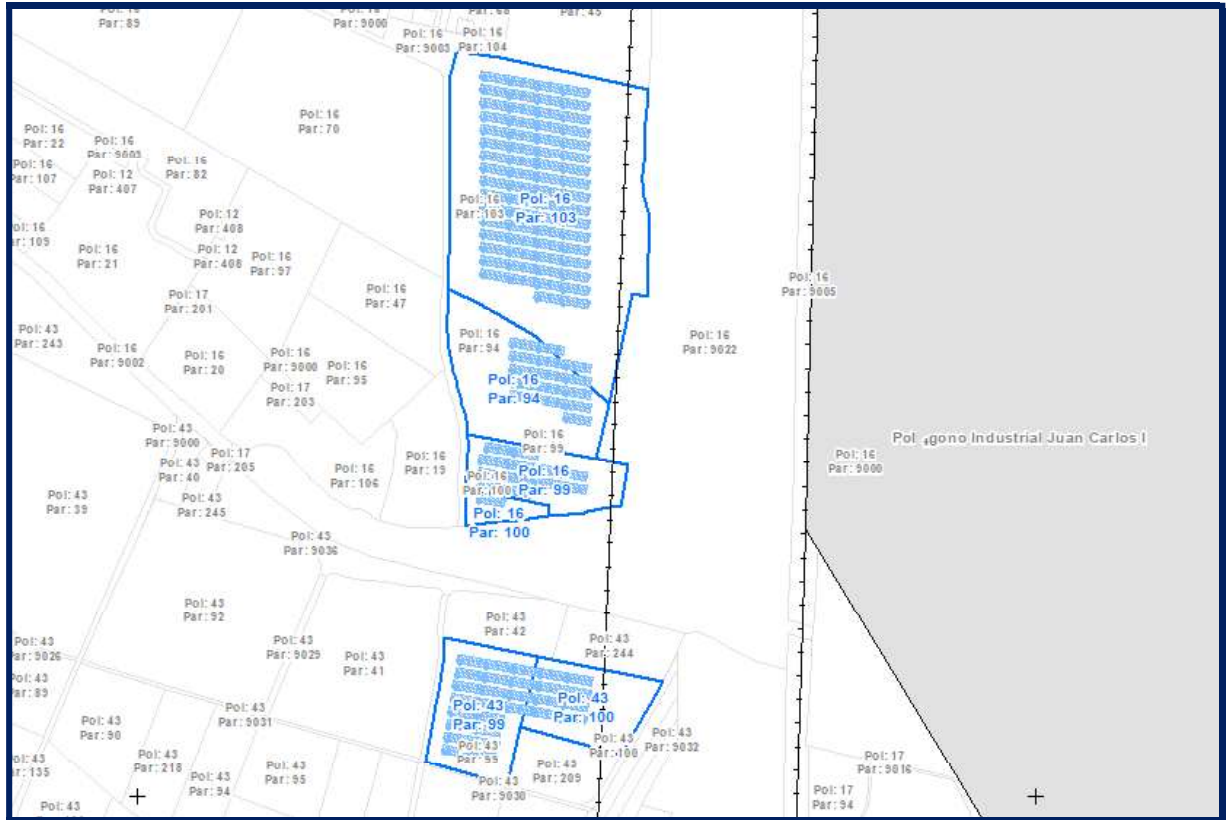 Par: 89
Par: 9000
Pol: 16
Par: 9003
Pol: 16
Par: 104
Par: 45
Pol: 16
Par: 22
Pol: 16
Par: 9003
Pol: 16
Par: 70
Pol: 16
Par: 107
Pol: 12
Par: 407
Pol: 16
Par: 82
Pol: 16
Par: 103
Pol: 16
Par: 103
Pol: 12
Par: 408
Pol: 16
ar: 109
Pol: 16
Par: 21
Pol: 12
Par: 408
Pol: 16
Par: 97
Pol: 16
Par: 9005
Pol: 17
Par: 201
Pol: 16
Par: 47
Pol: 43
Par: 243
Pol: 16
Par: 9002
Pol: 16
Par: 20
Pol: 16
Par: 9000
Pol: 16
Par: 95
Pol: 16
Par: 94
Pol: 16
Par: 9022
Pol: 17
Par: 203
Pol: 16
Par: 94
Pol: 43
Par: 9000
Pol: 16
Par: 99
Pol ,gono Industrial Juan Carlos I
Pol: 43
Par: 40
Pol: 17
Par: 205
Pol: 16
Par: 106
Pol: 16
Par: 19
Pol: 16
Par: 100
Pol: 16
Par: 99
Pol: 16
Par: 9000
Pol: 43
Par: 39
Pol: 43
Par: 245
Pol: 16
Par: 100
Pol: 43
Par: 9036
Pol: 43
Par: 92
Pol: 43
Par: 42
Pol: 43
Par: 9026
Pol: 43
Par: 9029
Pol: 43
Par: 41
Pol: 43
Par: 244
Pol: 43
ar: 89
Pol: 43
Par: 9031
Pol: 43
Par: 99
Pol: 43
Par: 100
Pol: 43
Par: 90
Pol: 43
Par: 99
Pol: 43
Par: 100
Pol: 43
Par: 9032
Pol: 43
ar: 135
Pol: 43
Par: 218
Pol: 43
Par: 94
Pol: 43
Par: 95
Pol: 43
Par: 9030
Pol: 43
Par: 209
Pol: 17
Par: 9016
Pol: 43
Pol: 17
Par: 94